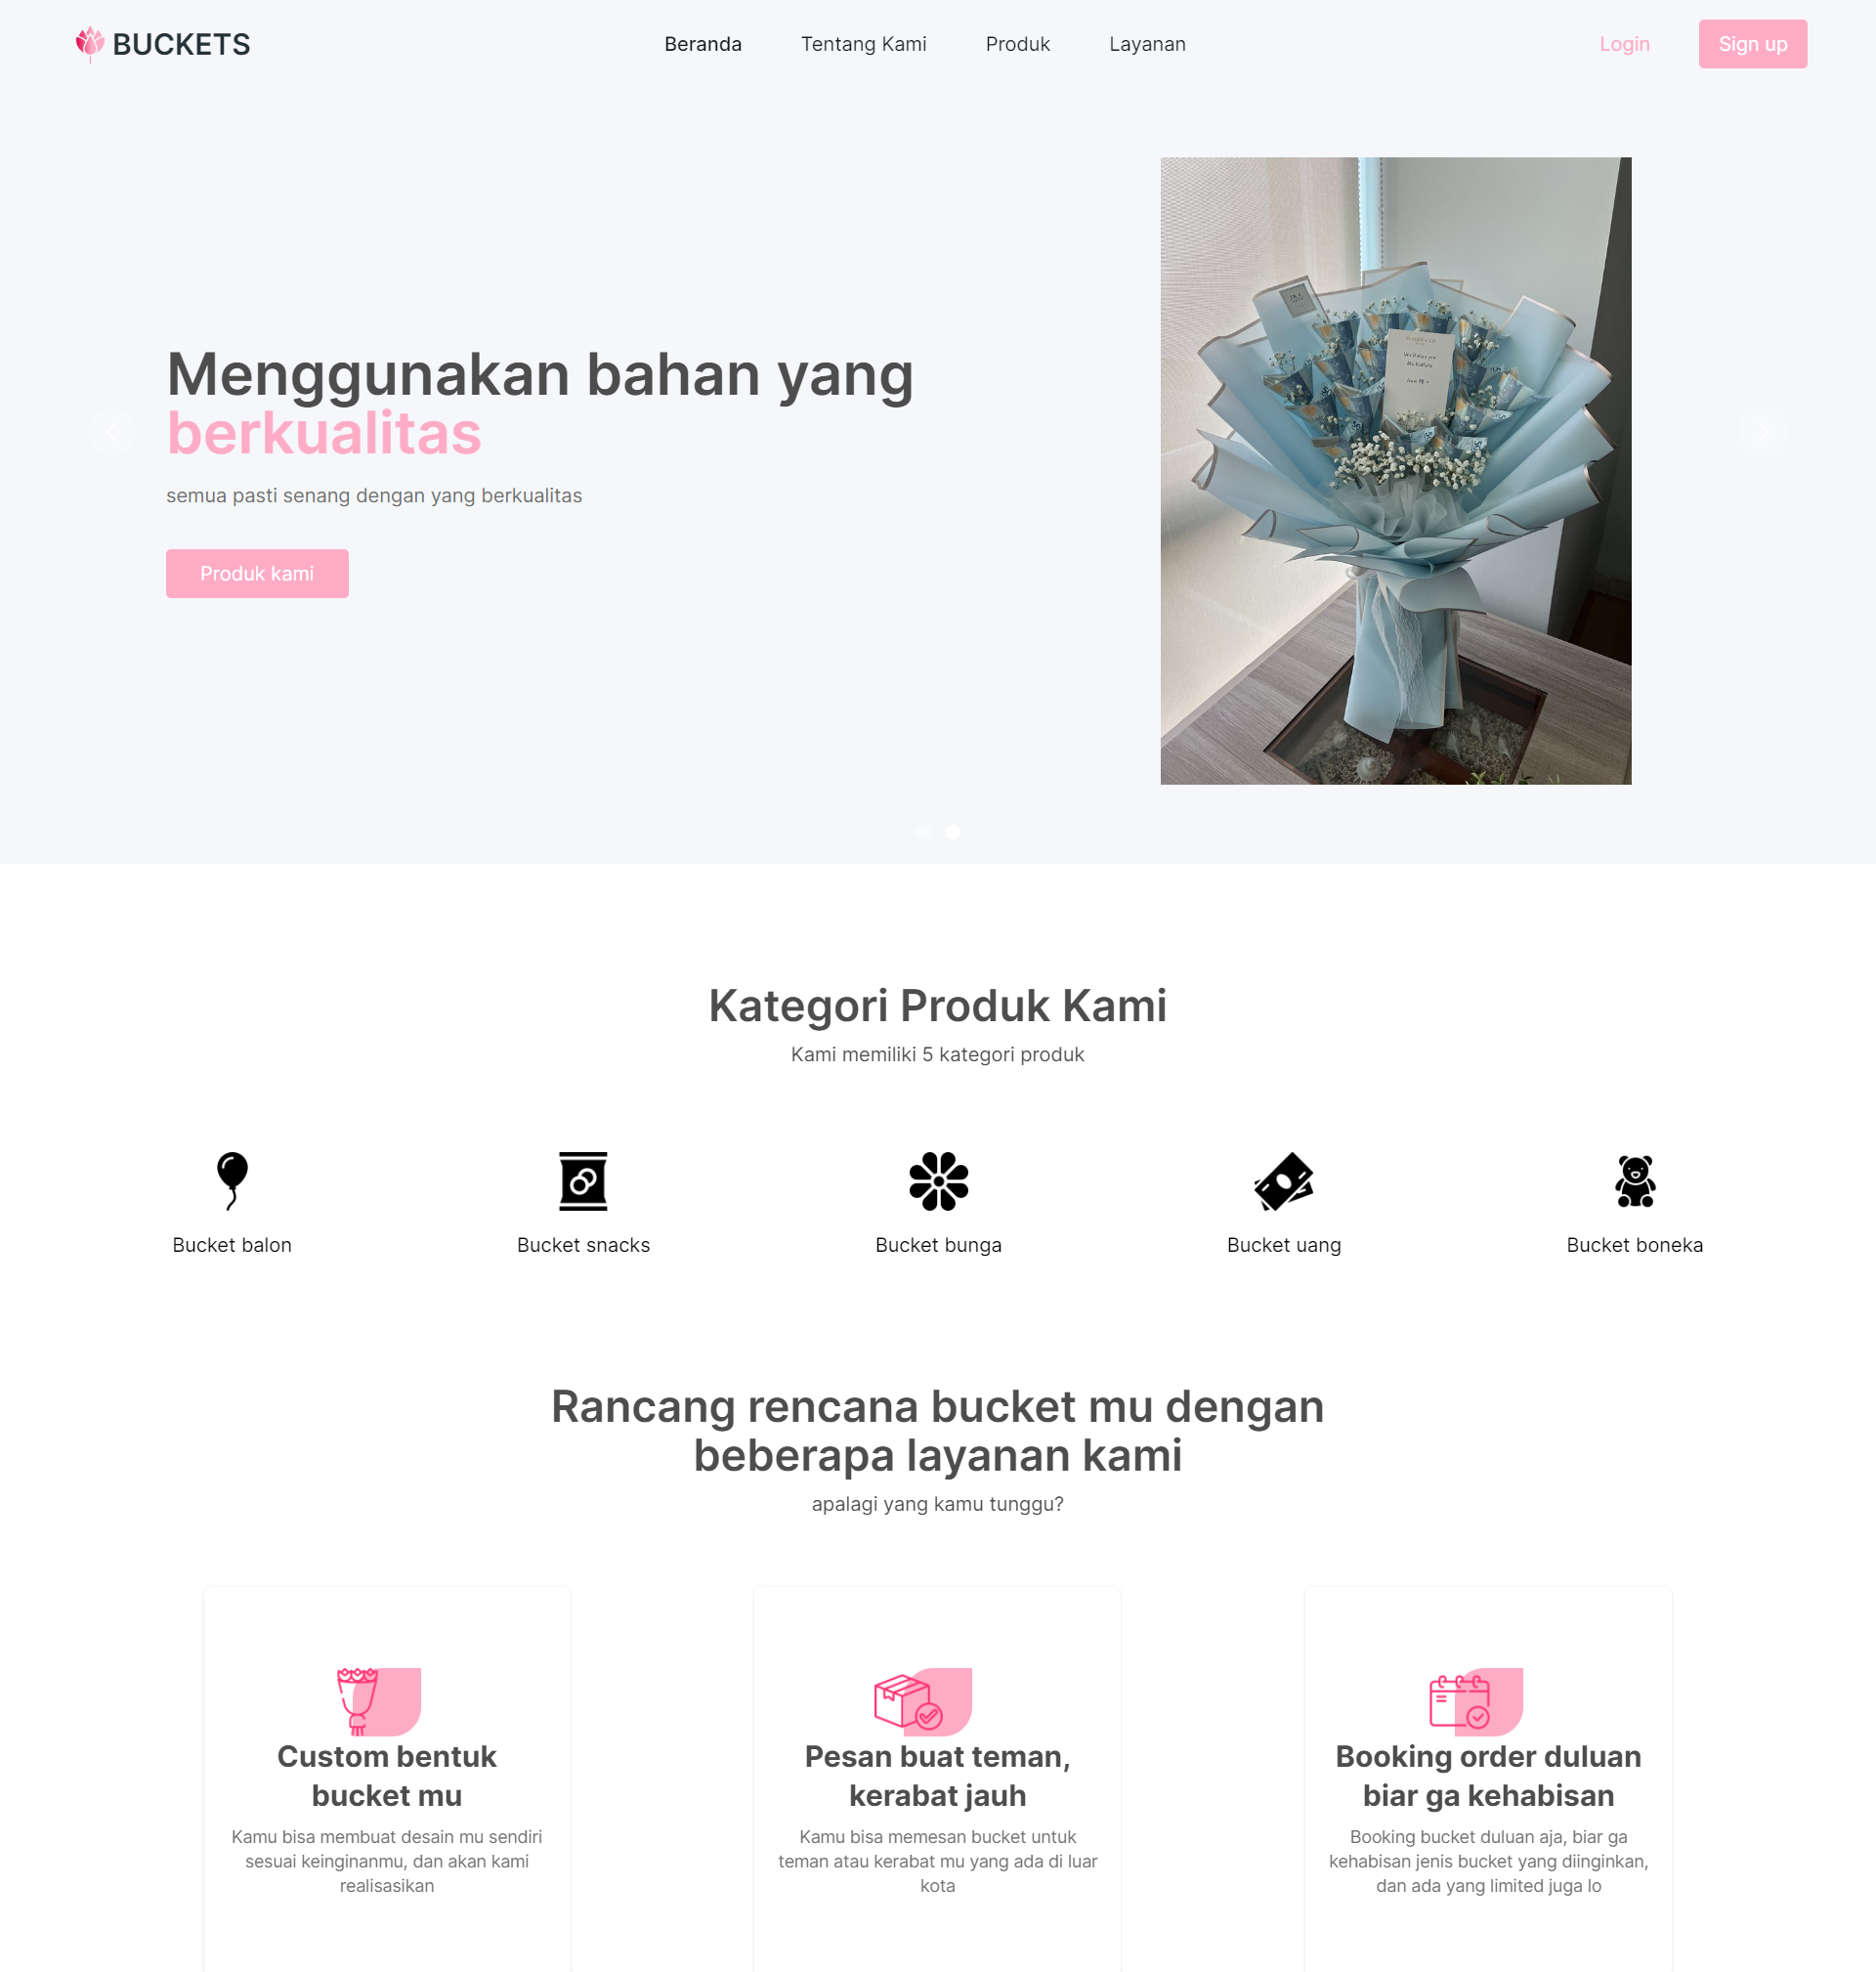 BUCKETS
Beranda
Tentang Kami
Produk
Layanan
Login
Sign up
Menggunakan bahan yang
berkualitas
semua pasti senang dengan yang berkualitas
Produk kami
Kategori Produk Kami
Kami memiliki 5 kategori produk
Bucket balon
Bucket snacks
Bucket bunga
Bucket uang
Bucket boneka
Rancang rencana bucket mu dengan
beberapa layanan kami
apalagi yang kamu tunggu?
Custom bentuk
bucket mu
Kamu bisa membuat desain mu sendiri
sesuai keinginanmu, dan akan kami
realisasikan
Pesan buat teman,
kerabat jauh
Kamu bisa memesan bucket untuk
teman atau kerabat mu yang ada di luar
kota
Booking order duluan
biar ga kehabisan
Booking bucket duluan aja, biar ga
kehabisan jenis bucket yang diinginkan,
dan ada yang limited juga lo